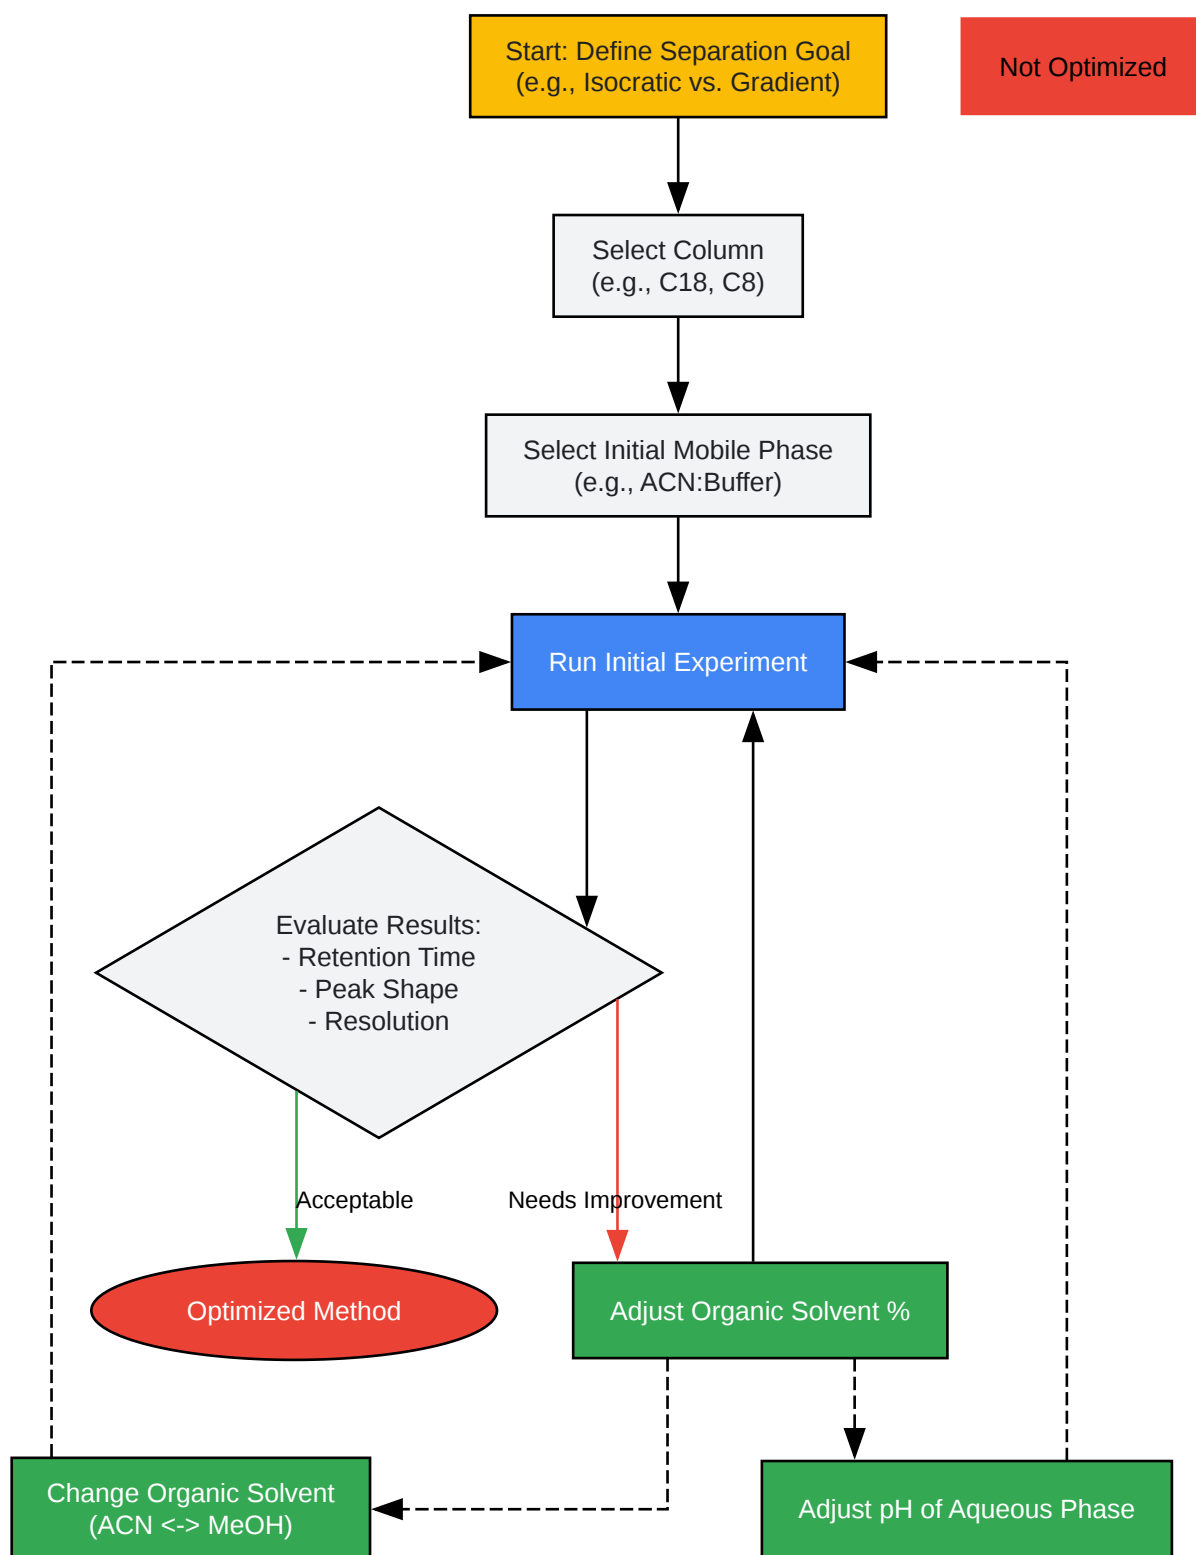 Start: Define Separation Goal
(e.g., Isocratic vs. Gradient)
Not Optimized
Select Column
(e.g., C18, C8)
Select Initial Mobile Phase
(e.g., ACN:Buffer)
Run Initial Experiment
Evaluate Results:
- Retention Time
- Peak Shape
- Resolution
Acceptable
Needs Improvement
Optimized Method
Adjust Organic Solvent %
Change Organic Solvent
(ACN <-> MeOH)
Adjust pH of Aqueous Phase